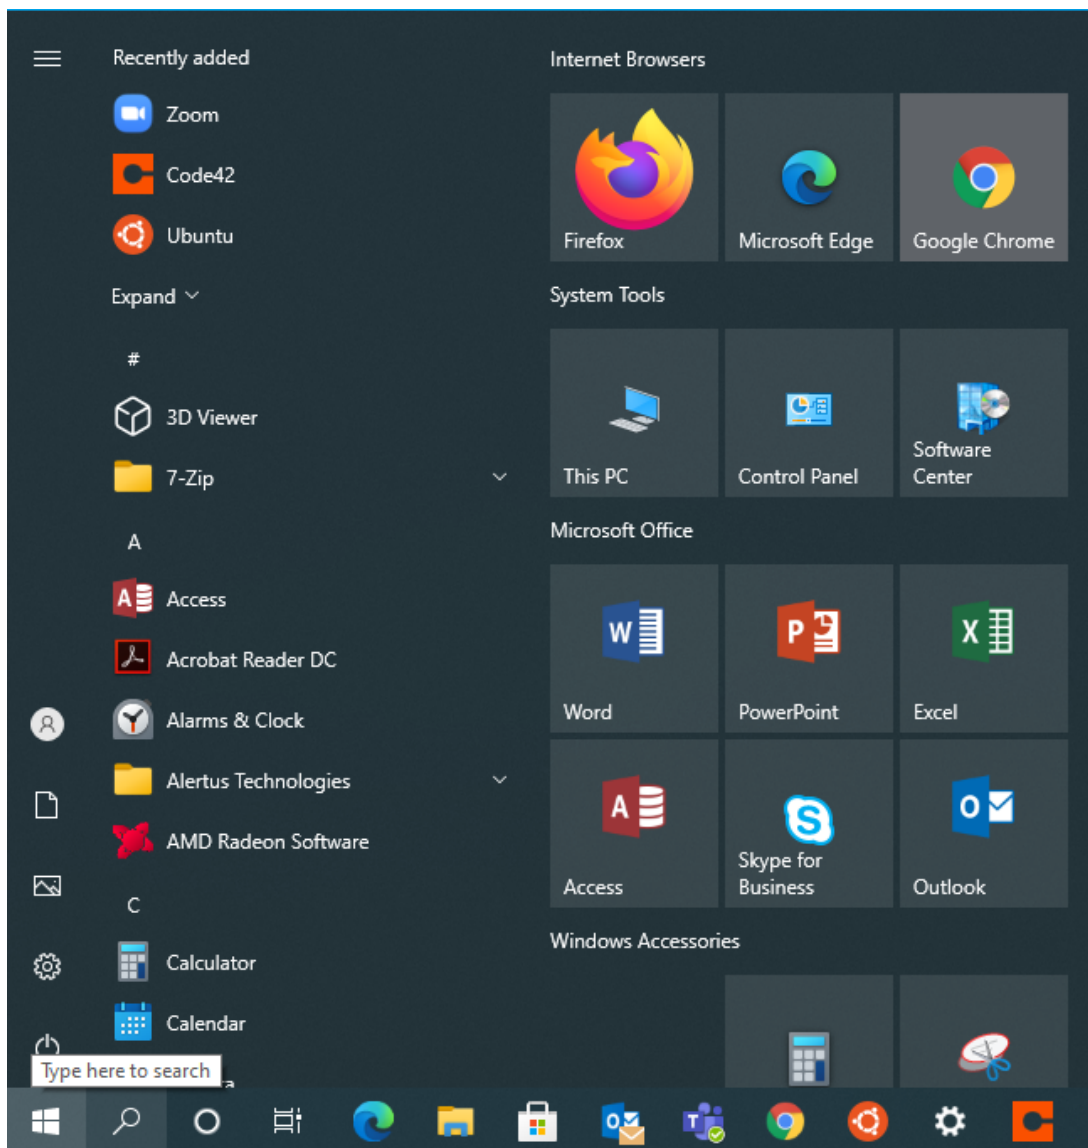 Recently added
Zoom
Code42
Ubuntu
Expand
#
3D Viewer
7-Zip
A
Access
Acrobat Reader DC
Alarms & Clock
Alertus Technologies
AMD Radeon Software
C
Calculator
Calendar
Type here to search
Internet Browsers
Firefox
Microsoft Edge
Google Chrome
System Tools
This PC
Control Panel
Software
Center
Microsoft Office
Word
PowerPoint
Excel
Access
Skype for
Business
Outlook
Windows Accessories